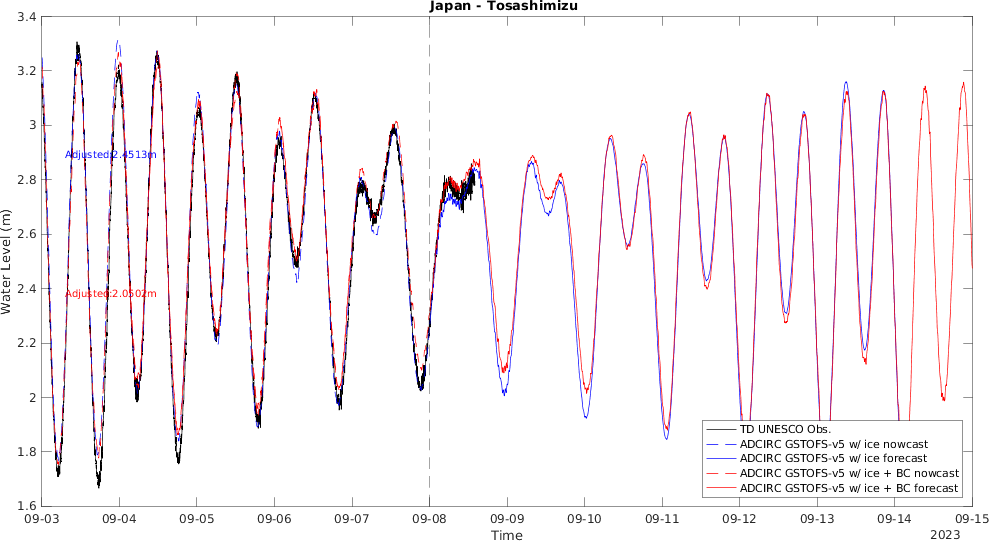 Japan - Tosashimizu
3.4
3.2
3
2.8
2.6
2.4
2.2
2
1.8
1.6
Water Level (m)
Adjusted:2.4513m
Adjusted:2.0502m
TD UNESCO Obs.
ADCIRC GSTOFS-v5 w/ ice nowcast
ADCIRC GSTOFS-v5 w/ ice forecast
ADCIRC GSTOFS-v5 w/ ice + BC nowcast
ADCIRC GSTOFS-v5 w/ ice + BC forecast
09-03 09-04 09-05 09-06 09-07 09-08 09-09 09-10 09-11 09-12 09-13 09-14 09-15
Time
2023